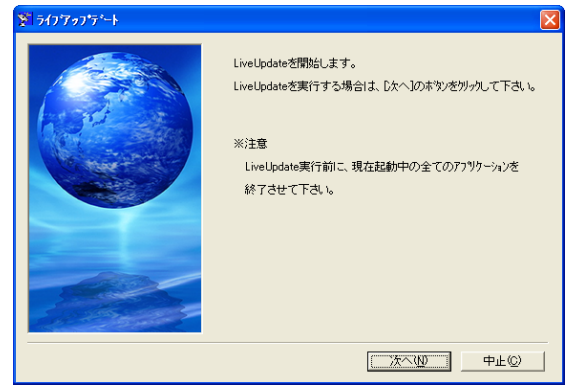 ライブアップデート
LiveUpdateを開始します。
LiveUpdateを実行する場合は、[次へ]のボタンをクリックして下さい。
※注意
LiveUpdate実行前に、現在起動中の全てのアプリケーションを
終了させて下さい。
次へ(N)
中止(C)